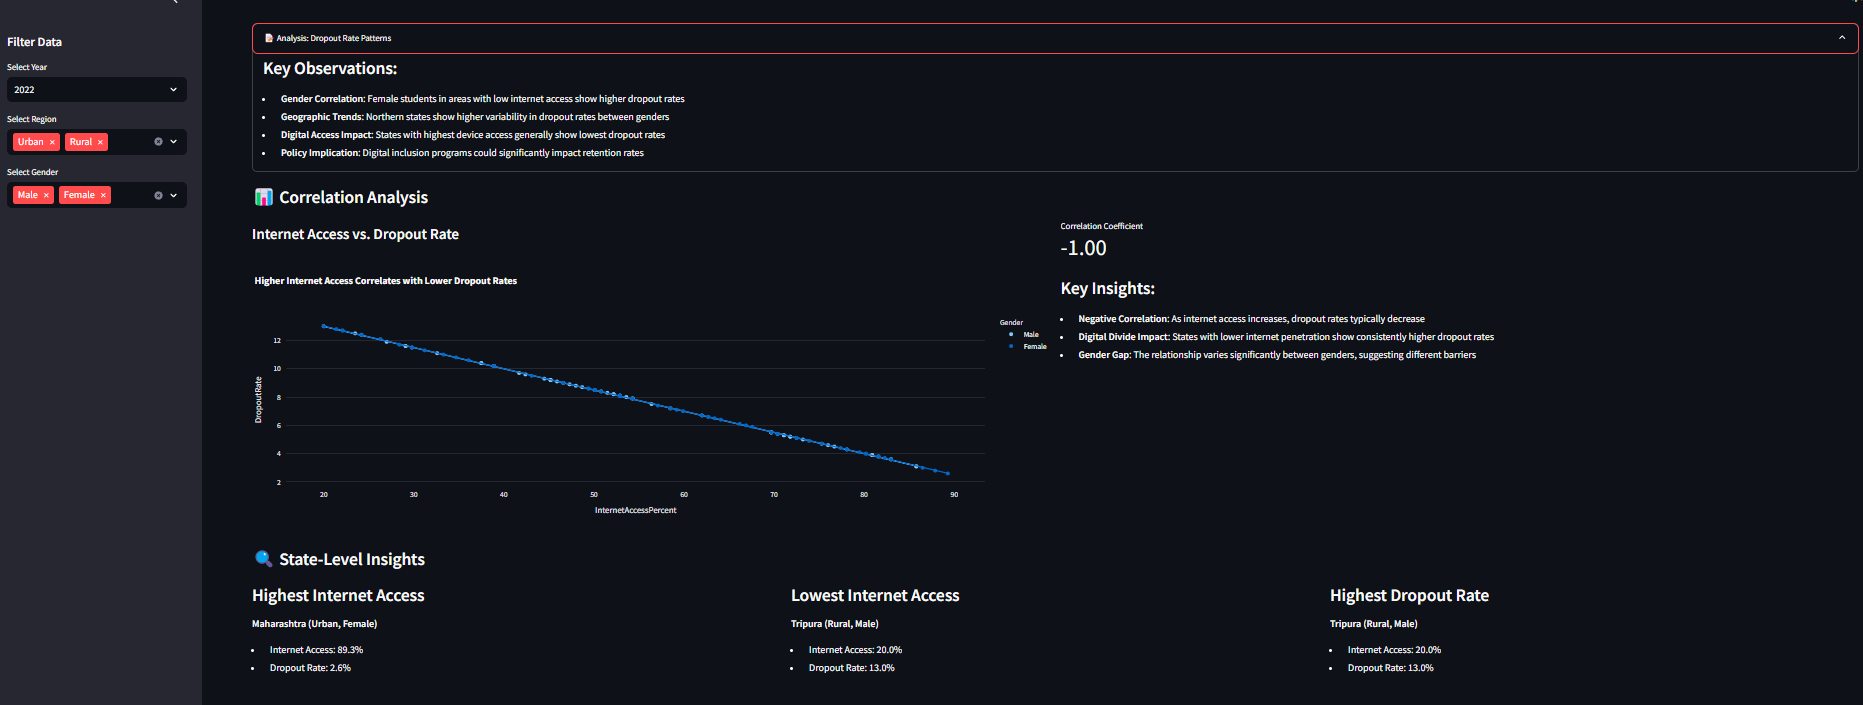 Filter Data
Select Year
2022
Select Region
Urban × Rural ×
Select Gender
Male × Female ×
Analysis: Dropout Rate Patterns
Key Observations:
• Gender Correlation: Female students in areas with low internet access show higher dropout rates
• Geographic Trends: Northern states show higher variability in dropout rates between genders
• Digital Access Impact: States with highest device access generally show lowest dropout rates
• Policy Implication: Digital inclusion programs could significantly impact retention rates
Correlation Analysis
Internet Access vs. Dropout Rate
Higher Internet Access Correlates with Lower Dropout Rates
DropoutRate
12
10
8
6
4
2
20 30 40 50 60 70 80 90
InternetAccessPercent
Gender
Male
Female
Correlation Coefficient
-1.00
Key Insights:
• Negative Correlation: As internet access increases, dropout rates typically decrease
• Digital Divide Impact: States with lower internet penetration show consistently higher dropout rates
• Gender Gap: The relationship varies significantly between genders, suggesting different barriers
State-Level Insights
Highest Internet Access
Maharashtra (Urban, Female)
• Internet Access: 89.3%
• Dropout Rate: 2.6%
Lowest Internet Access
Tripura (Rural, Male)
• Internet Access: 20.0%
• Dropout Rate: 13.0%
Highest Dropout Rate
Tripura (Rural, Male)
• Internet Access: 20.0%
• Dropout Rate: 13.0%